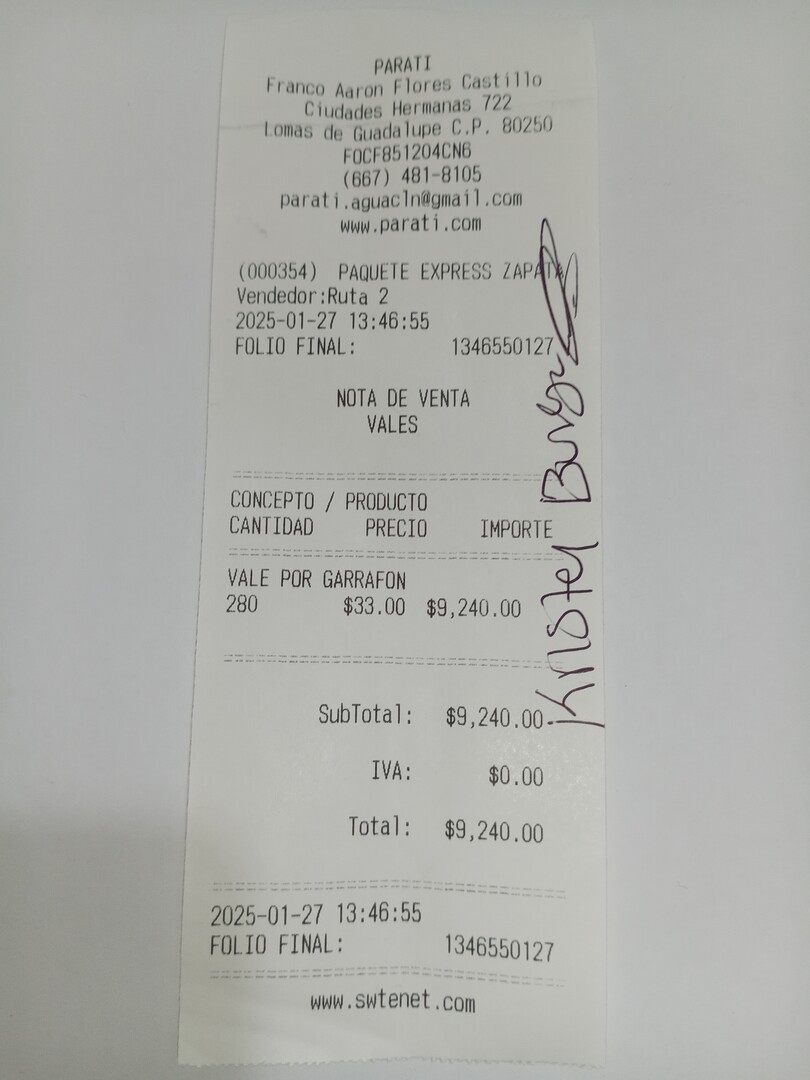 PARATI
Franco Aaron Flores Castillo
Ciudades Hermanas 722
Lomas de Guadalupe C.P. 80250
FOCF851204CN6
(667) 481-8105
parati.aguacln@gmail.com
www.parati.com
(000354) PAQUETE EXPRESS ZAPATA
Vendedor:Ruta 2
2025-01-27 13:46:55
FOLIO FINAL: 1346550127
NOTA DE VENTA
VALES
CONCEPTO / PRODUCTO
CANTIDAD PRECIO IMPORTE
VALE POR GARRAFON
280 $33.00 $9,240.00
SubTotal: $9,240.00
IVA: $0.00
Total: $9,240.00
2025-01-27 13:46:55
FOLIO FINAL: 1346550127
www.swtenet.com
Kristel